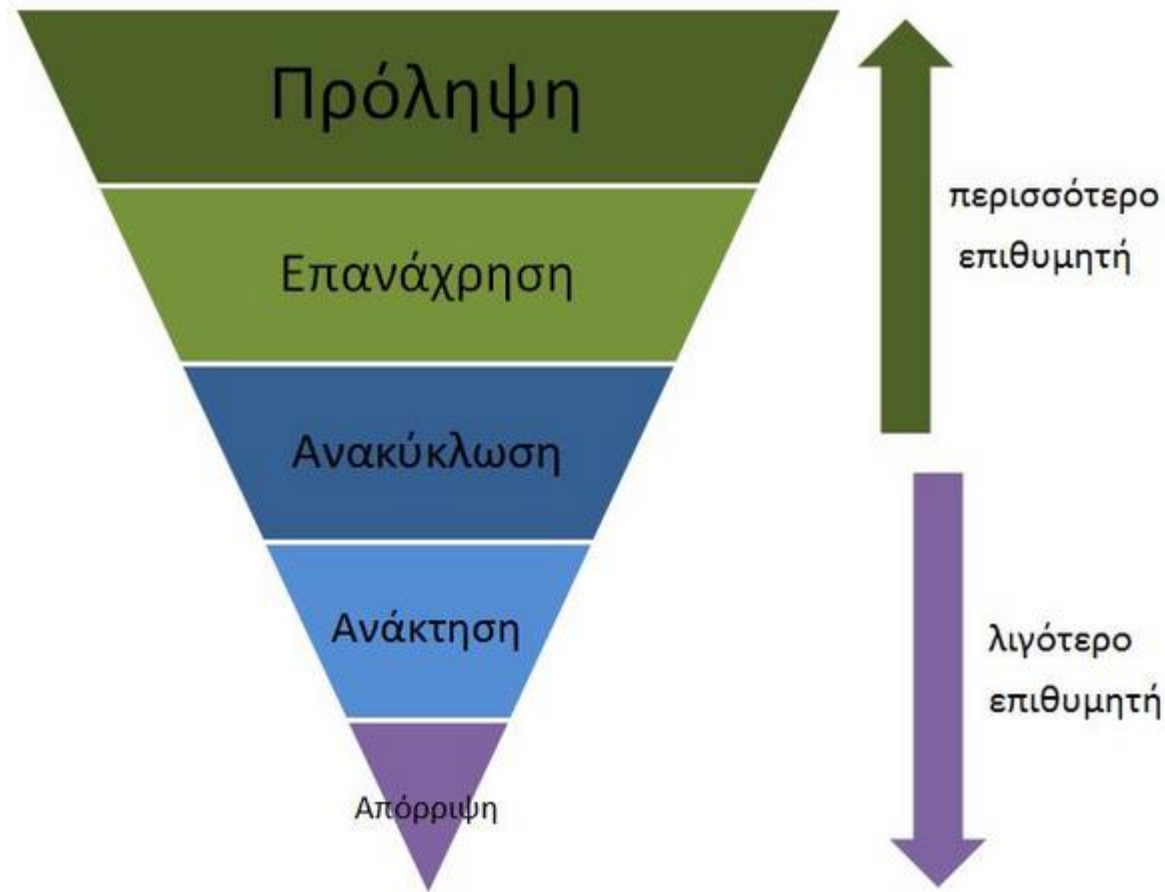 Πρόληψη
Επανάχρηση
Ανακύκλωση
Ανάκτηση
Απόρριψη
περισσότερο
επιθυμητή
λιγότερο
επιθυμητή